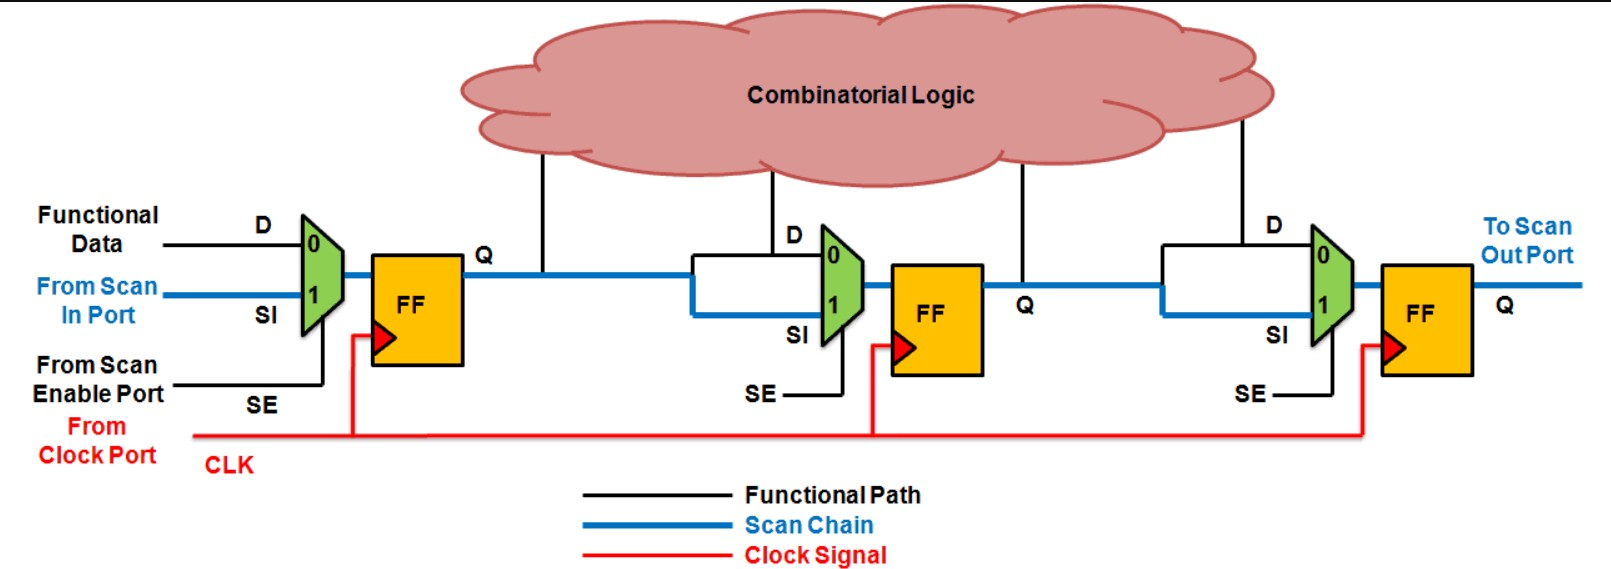 Combinatorial Logic
Functional
Data
D
0
From Scan
In Port
SI
1
From Scan
Enable Port
SE
From
Clock Port
CLK
FF
Q
D
0
1
SI
SE
FF
Q
D
0
1
SI
SE
FF
To Scan
Out Port
Q
Functional Path
Scan Chain
Clock Signal